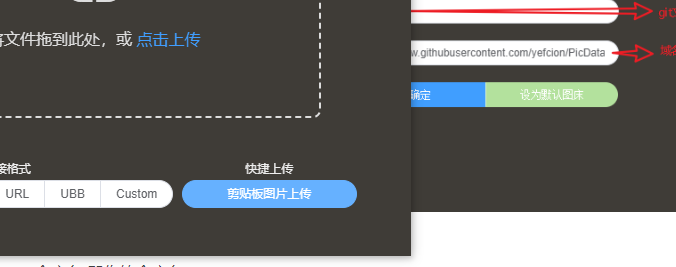 将文件拖到此处，或 点击上传
接格式
URL
UBB
Custom
快捷上传
剪贴板图片上传
git
w.githubusercontent.com/yefcion/PicData
域名
确定
设为默认图床